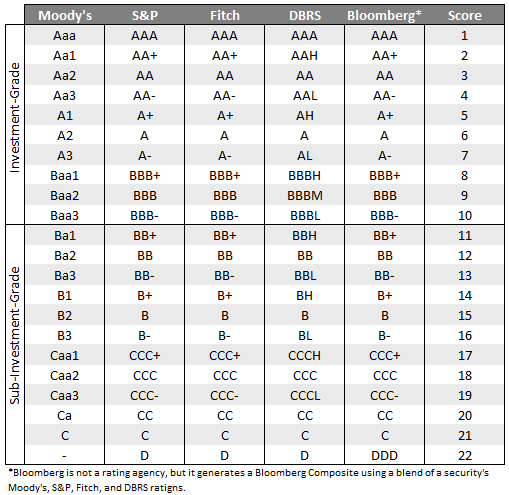 Moody's S&P Fitch DBRS Bloomberg* Score
Investment-Grade
Aaa AAA AAA AAA AAA 1
Aa1 AA+ AA+ AAH AA+ 2
Aa2 AA AA AA AA 3
Aa3 AA- AA- AAL AA- 4
A1 A+ A+ AH A+ 5
A2 A A A A 6
A3 A- A- AL A- 7
Baa1 BBB+ BBB+ BBBH BBB+ 8
Baa2 BBB BBB BBBM BBB 9
Baa3 BBB- BBB- BBBL BBB- 10
Sub-Investment-Grade
Ba1 BB+ BB+ BBH BB+ 11
Ba2 BB BB BB BB 12
Ba3 BB- BB- BBL BB- 13
B1 B+ B+ BH B+ 14
B2 B B B B 15
B3 B- B- BL B- 16
Caa1 CCC+ CCC+ CCCH CCC+ 17
Caa2 CCC CCC CCC CCC 18
Caa3 CCC- CCC- CCCL CCC- 19
Ca CC CC CC CC 20
C C C C C 21
- D D D DDD 22
*Bloomberg is not a rating agency, but it generates a Bloomberg Composite using a blend of a security's
Moody's, S&P, Fitch, and DBRS ratigns.